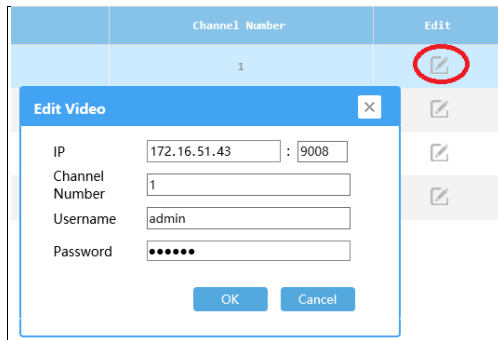 Channel Number Edit
1
Edit Video
IP 172.16.51.43 : 9008
Channel
Number 1
Username admin
Password ●●●●●●
OK Cancel